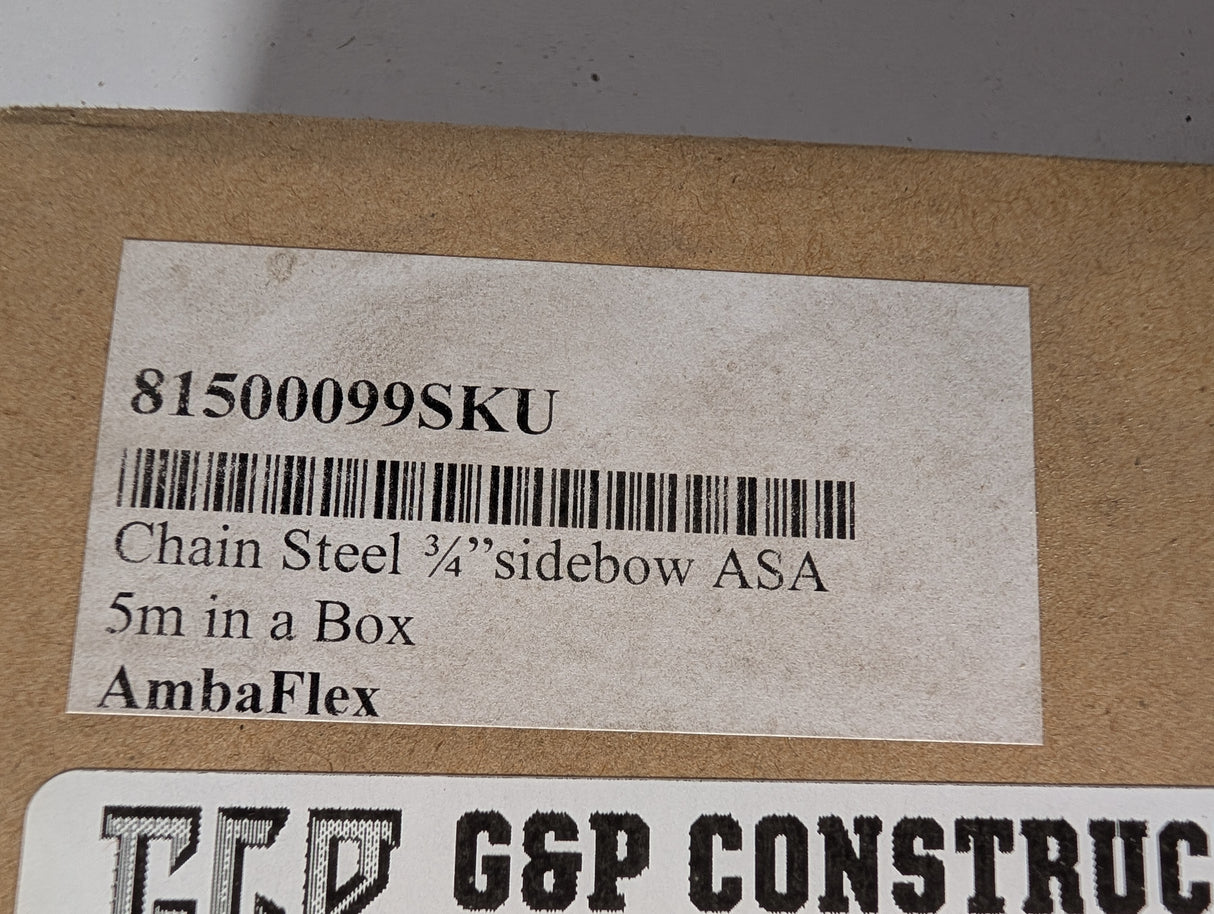 81500099SKU
Chain Steel ¾”sidebow ASA
5m in a Box
AmbaFlex
G&P G&P CONSTRUC